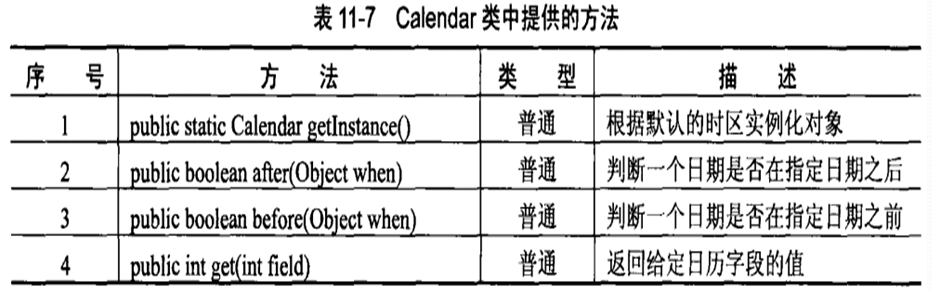 表 11-7 Calendar 类中提供的方法
序 号 方 法 类 型 描 述
1 public static Calendar getInstance() 普通 根据默认的时区实例化对象
2 public boolean after(Object when) 普通 判断一个日期是否在指定日期之后
3 public boolean before(Object when) 普通 判断一个日期是否在指定日期之前
4 public int get(int field) 普通 返回给定日历字段的值